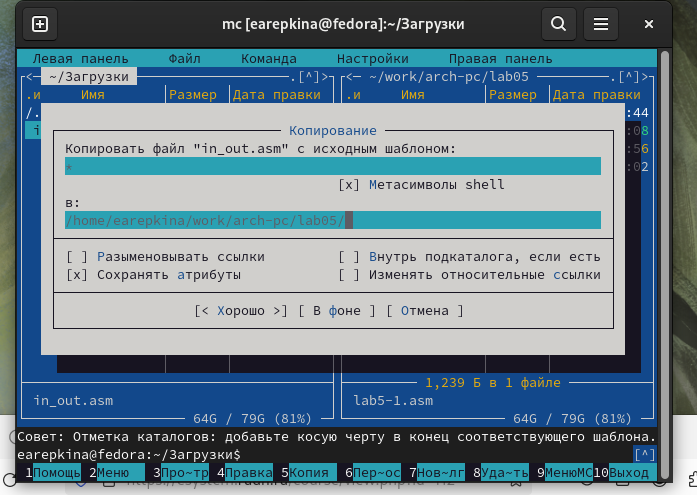 mc [earepkina@fedora]:~/Загрузки
Левая панель Файл Команда Настройки Правая панель
<─ ~/Загрузки .[^]> <─ ~/work/arch-pc/lab05 .[^]>
.и Имя Размер Дата правки .и Имя Размер Дата правки
/. :44
i Копирование :08
Копировать файл "in_out.asm" с исходным шаблоном: :56
* :02
[x] Метасимволы shell
в:
/home/earepkina/work/arch-pc/lab05/
[ ] Разыменовывать ссылки [ ] Внутрь подкаталога, если есть
[x] Сохранять атрибуты [ ] Изменять относительные ссылки
[< Хорошо >] [ В фоне ] [ Отмена ]
1,239 Б в 1 файле
in_out.asm lab5-1.asm
64G / 79G (81%) 64G / 79G (81%)
Совет: Отметка каталогов: добавьте косую черту в конец соответствующего шаблона.
earepkina@fedora:~/Загрузки$ [^]
1Помощь 2Меню 3Про~тр 4Правка 5Копия 6Пер~ос 7Нов~лг 8Уда~ть 9МенюMC 10Выход